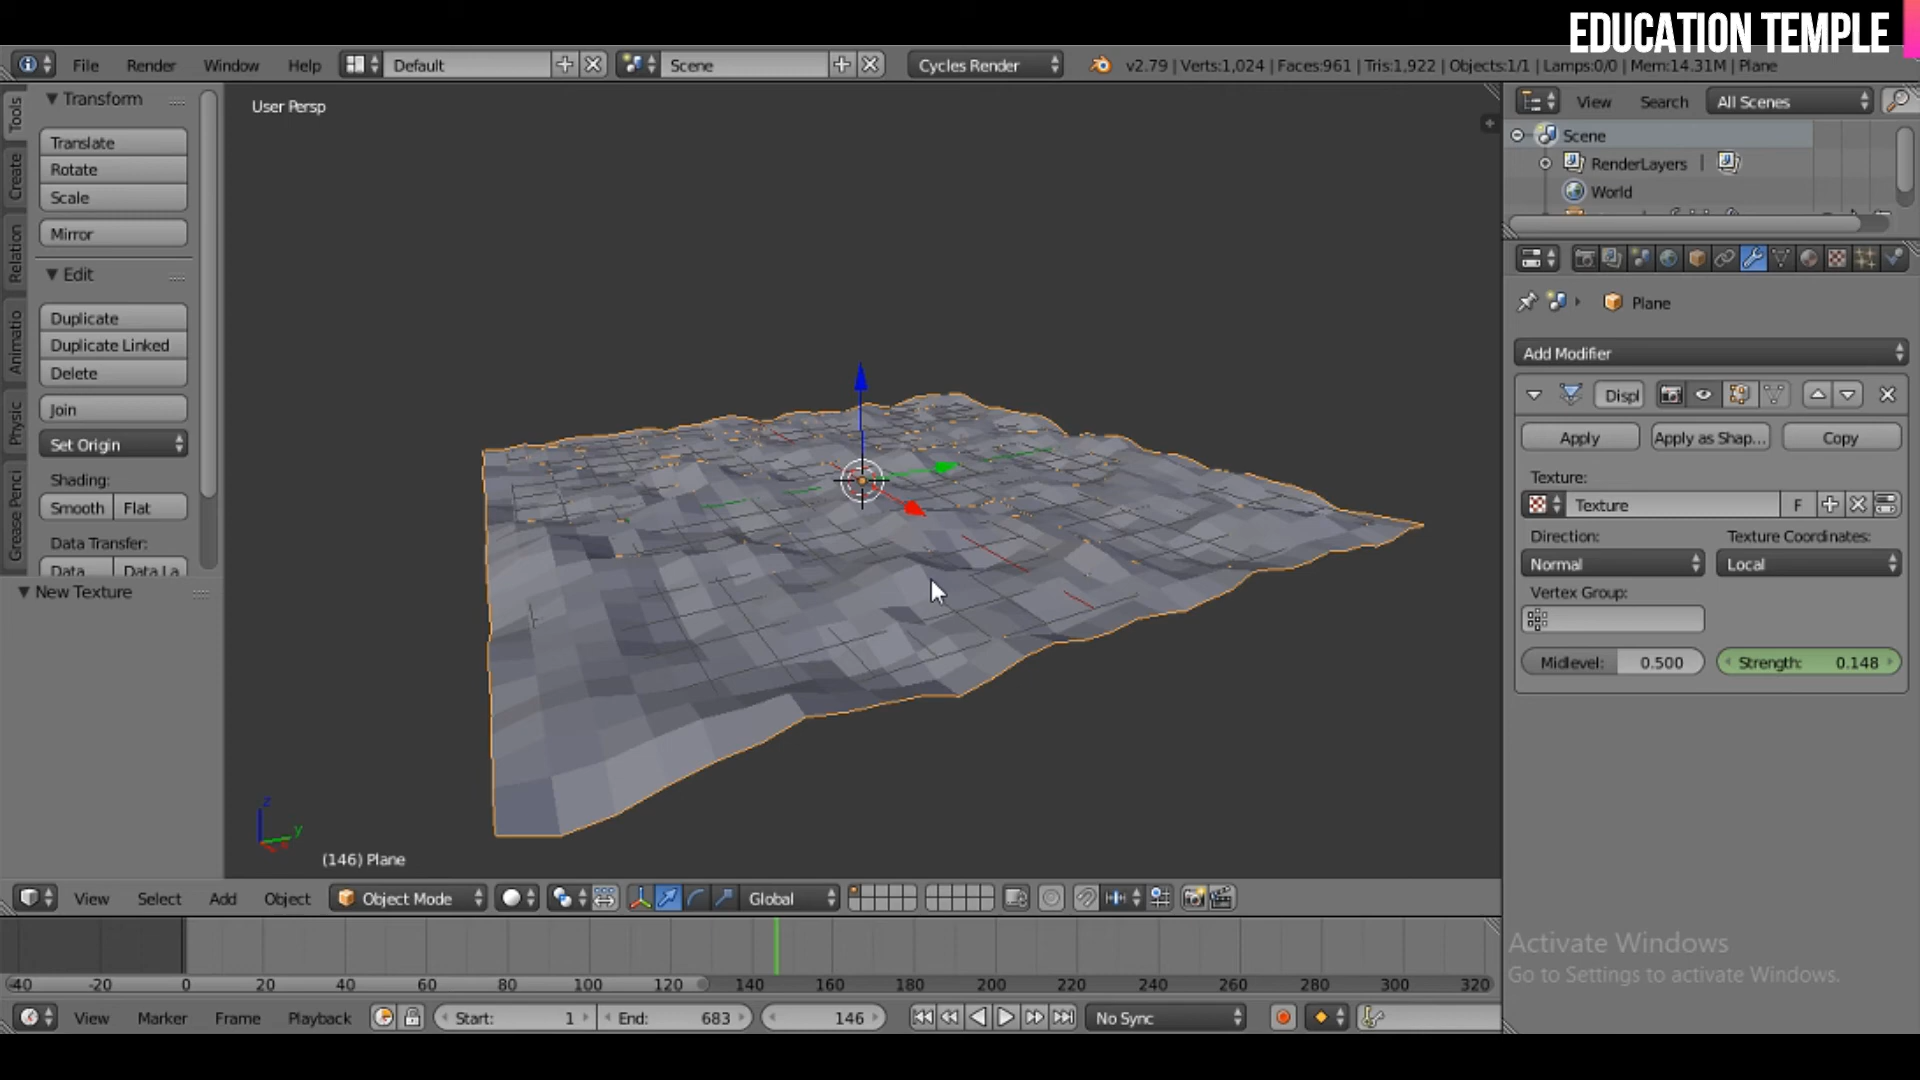 EDUCATION TEMPLE
File Render Window Help Default Scene Cycles Render v2.79 | Verts:1,024 | Faces:961 | Tris:1,922 | Objects:1/1 | Lamps:0/0 | Mem:14.31M | Plane
Tools
Create
Relation
Animatio
Physic
Grease Penci
Transform
Translate
Rotate
Scale
Mirror
Edit
Duplicate
Duplicate Linked
Delete
Join
Set Origin
Shading:
Smooth Flat
Data Transfer:
Data Data La
New Texture
User Persp
z
y
(146) Plane
View Search All Scenes
Scene
RenderLayers |
World
Plane
Add Modifier
Displ
Apply Apply as Shap... Copy
Texture:
Texture F
Direction: Texture Coordinates:
Normal Local
Vertex Group:
Midlevel: 0.500 Strength: 0.148
View Select Add Object Object Mode Global
-40 -20 0 20 40 60 80 100 120 140 160 180 200 220 240 260 280 300 320
View Marker Frame Playback Start: 1 End: 683 146 No Sync
Activate Windows
Go to Settings to activate Windows.